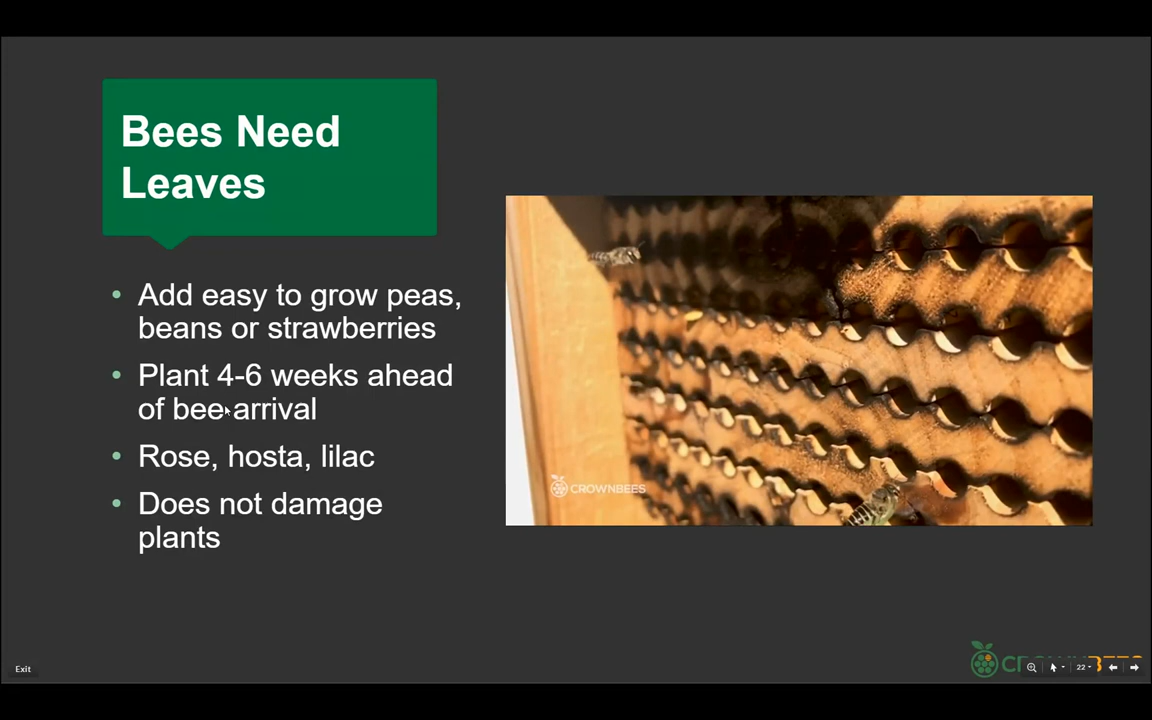 Bees Need
Leaves
• Add easy to grow peas,
beans or strawberries
• Plant 4-6 weeks ahead
of bee arrival
• Rose, hosta, lilac
• Does not damage
plants
CROWNBEES
Exit
22